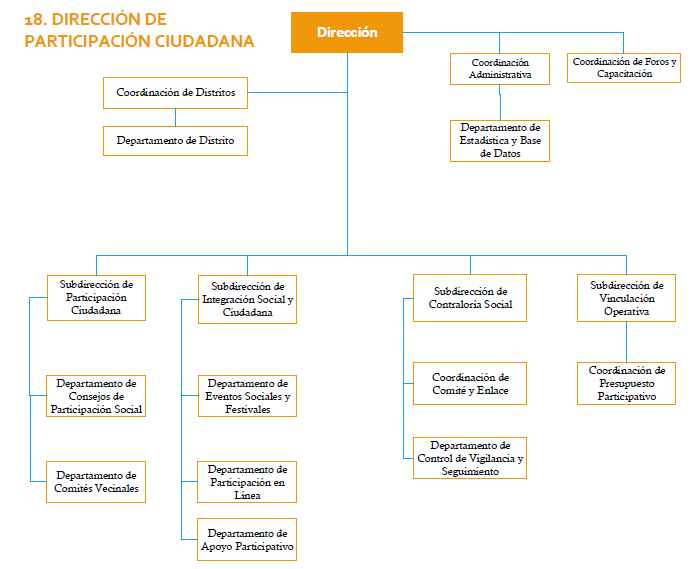 18. DIRECCIÓN DE
PARTICIPACIÓN CIUDADANA
Dirección
Coordinación
Administrativa
Coordinación de Foros y
Capacitación
Coordinación de Distritos
Departamento de Distrito
Departamento de
Estadística y Base
de Datos
Subdirección de
Participación
Ciudadana
Subdirección de
Integración Social y
Ciudadana
Subdirección de
Contraloría Social
Subdirección de
Vinculación
Operativa
Departamento de
Consejos de
Participación Social
Departamento de
Eventos Sociales y
Festivales
Coordinación de
Comité y Enlace
Coordinación de
Presupuesto
Participativo
Departamento de
Comités Vecinales
Departamento de
Participación en
Línea
Departamento de
Control de Vigilancia y
Seguimiento
Departamento de
Apoyo Participativo